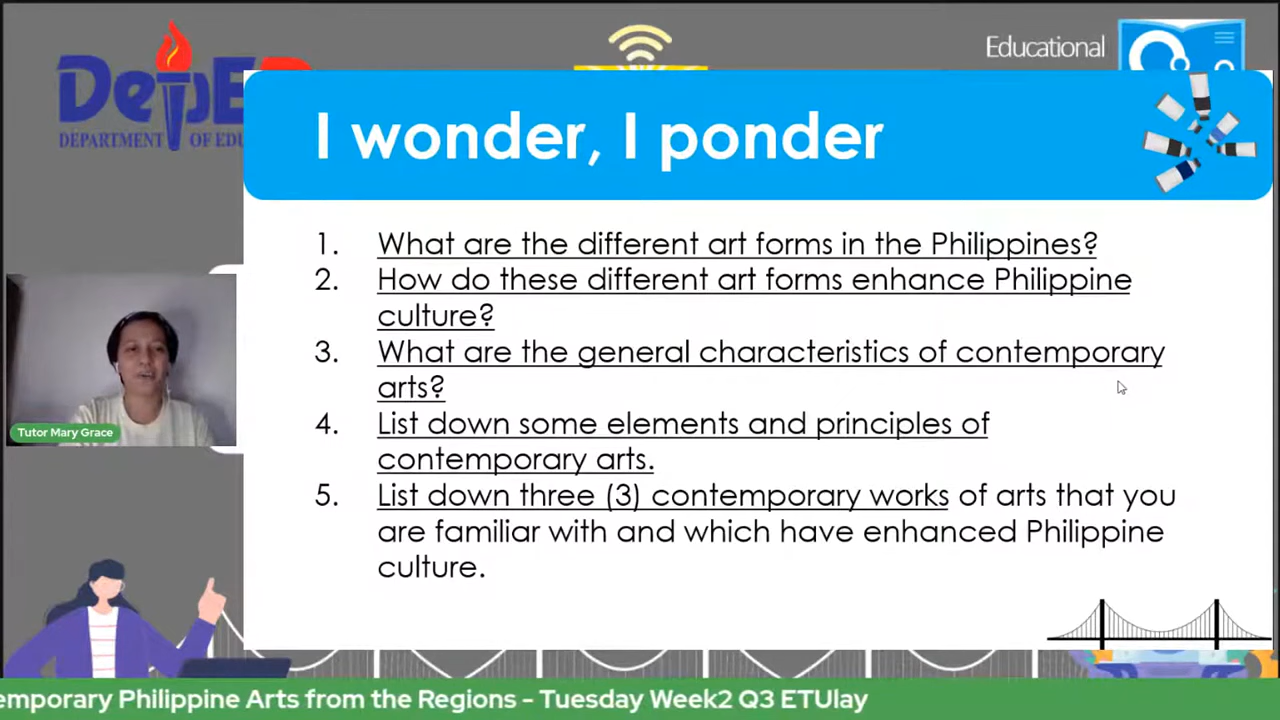 DepED
DEPARTMENT OF EDU
Educational
I wonder, I ponder
1. What are the different art forms in the Philippines?
2. How do these different art forms enhance Philippine
culture?
3. What are the general characteristics of contemporary
arts?
4. List down some elements and principles of
contemporary arts.
5. List down three (3) contemporary works of arts that you
are familiar with and which have enhanced Philippine
culture.
Tutor Mary Grace
emporary Philippine Arts from the Regions - Tuesday Week2 Q3 ETUlay